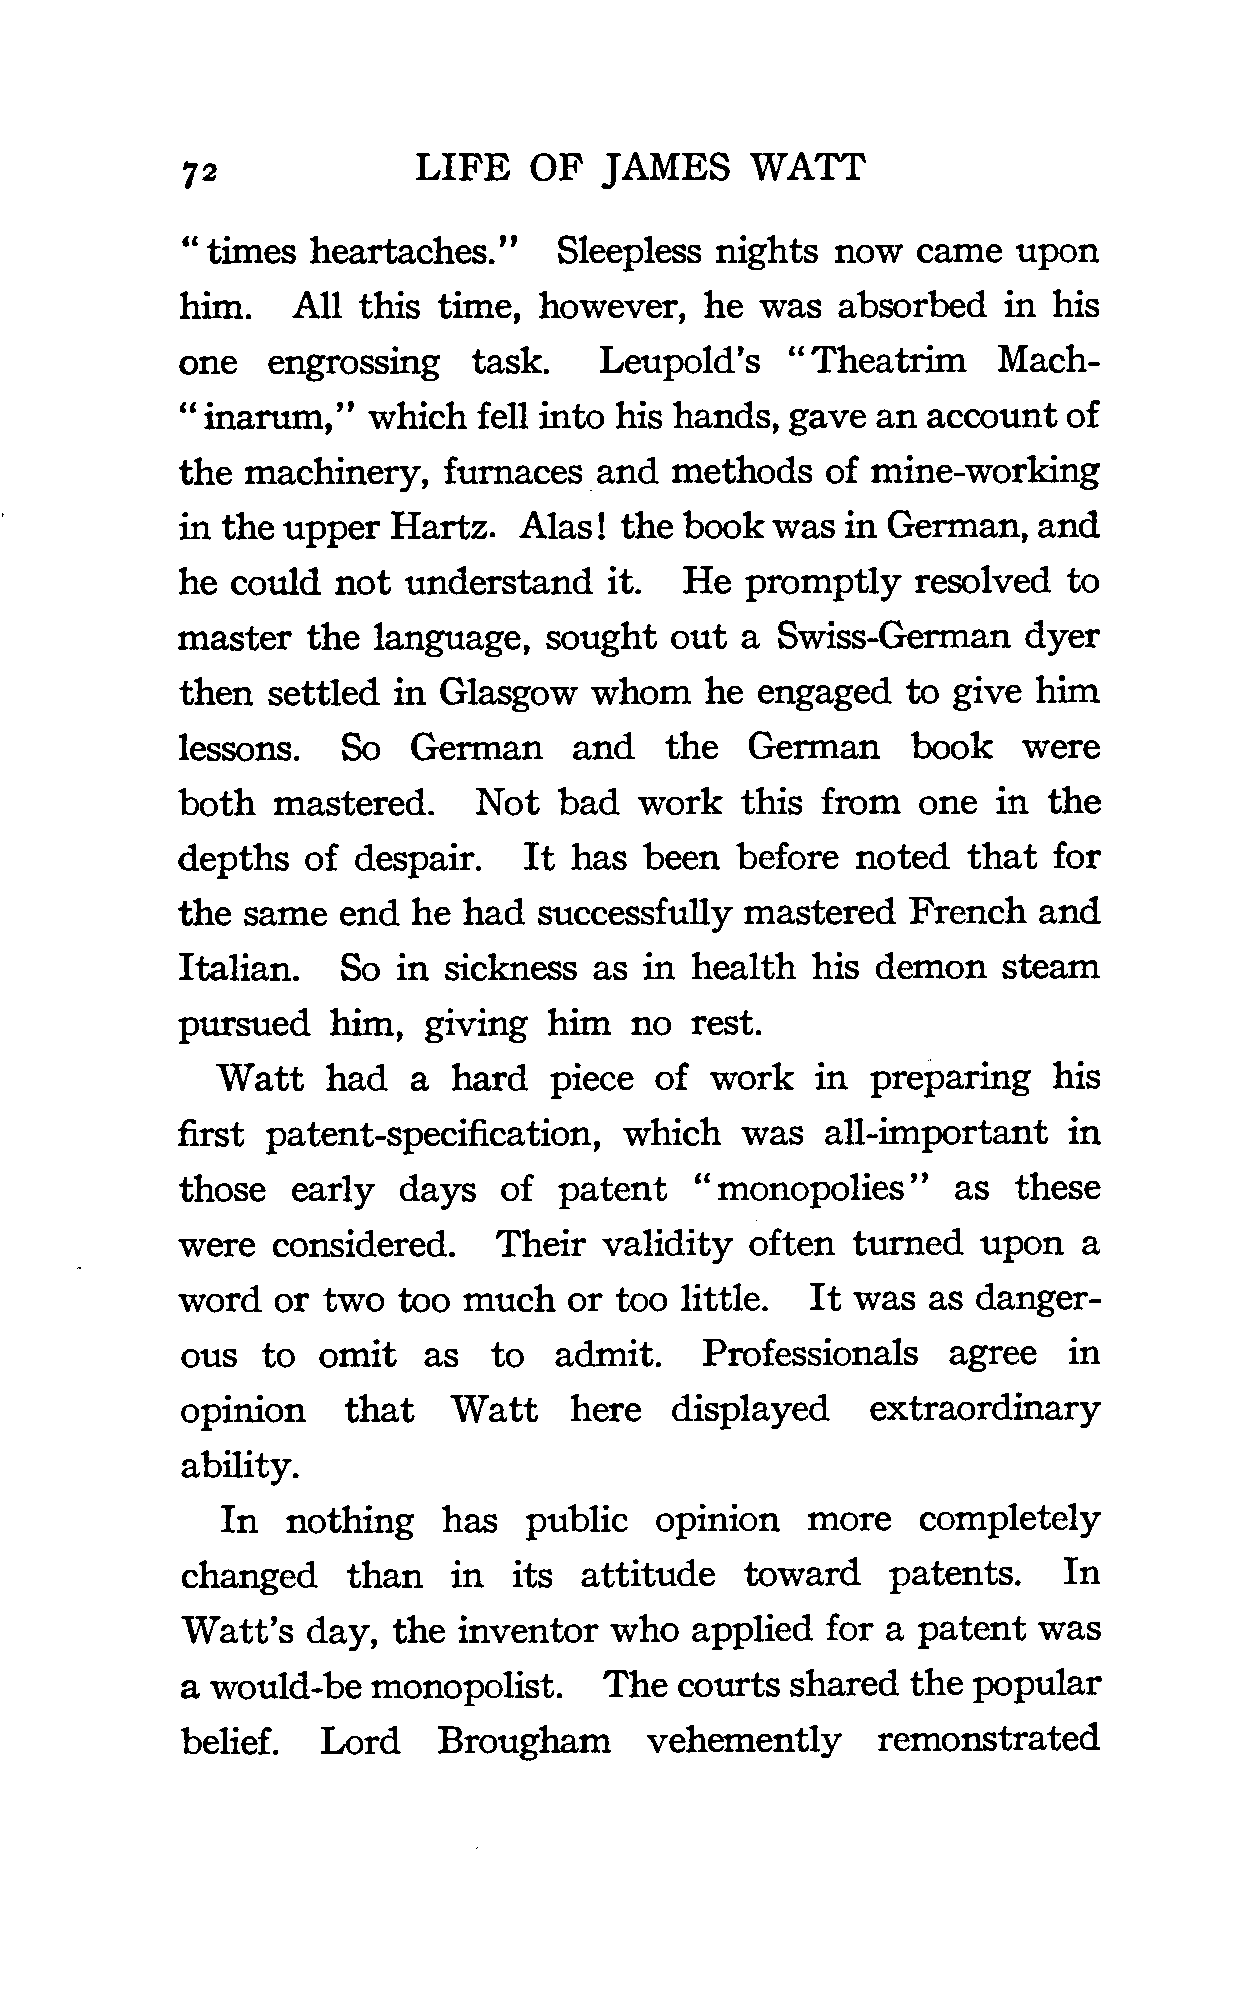 72 LIFE OF JAMES WATT
"times heartaches." Sleepless nights now came upon
him. All this time, however, he was absorbed in his
one engrossing task. Leupold's "Theatrim Mach-
"inarum," which fell into his hands, gave an account of
the machinery, furnaces and methods of mine-working
in the upper Hartz. Alas! the book was in German, and
he could not understand it. He promptly resolved to
master the language, sought out a Swiss-German dyer
then settled in Glasgow whom he engaged to give him
lessons. So German and the German book were
both mastered. Not bad work this from one in the
depths of despair. It has been before noted that for
the same end he had successfully mastered French and
Italian. So in sickness as in health his demon steam
pursued him, giving him no rest.
Watt had a hard piece of work in preparing his
first patent-specification, which was all-important in
those early days of patent "monopolies" as these
were considered. Their validity often turned upon a
word or two too much or too little. It was as danger-
ous to omit as to admit. Professionals agree in
opinion that Watt here displayed extraordinary
ability.
In nothing has public opinion more completely
changed than in its attitude toward patents. In
Watt's day, the inventor who applied for a patent was
a would-be monopolist. The courts shared the popular
belief. Lord Brougham vehemently remonstrated